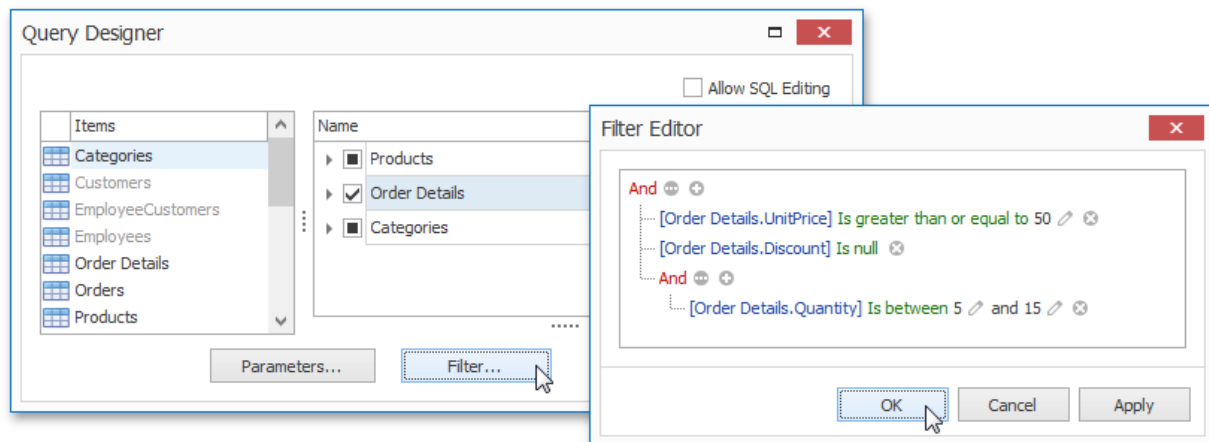 Query Designer
Allow SQL Editing
Items
Categories
Customers
EmployeeCustomers
Employees
Order Details
Orders
Products
Name
Products
Order Details
Categories
Parameters...
Filter...
Filter Editor
And
[Order Details.UnitPrice] Is greater than or equal to 50
[Order Details.Discount] Is null
And
[Order Details.Quantity] Is between 5 and 15
OK
Cancel
Apply